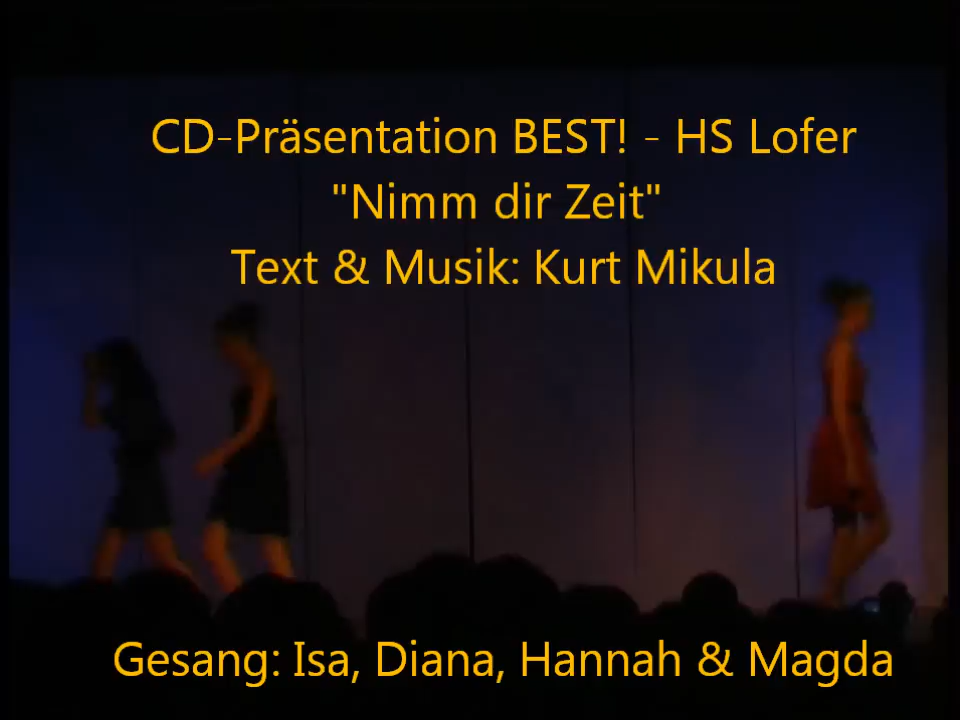 CD-Präsentation BEST! - HS Lofer
"Nimm dir Zeit"
Text & Musik: Kurt Mikula
Gesang: Isa, Diana, Hannah & Magda